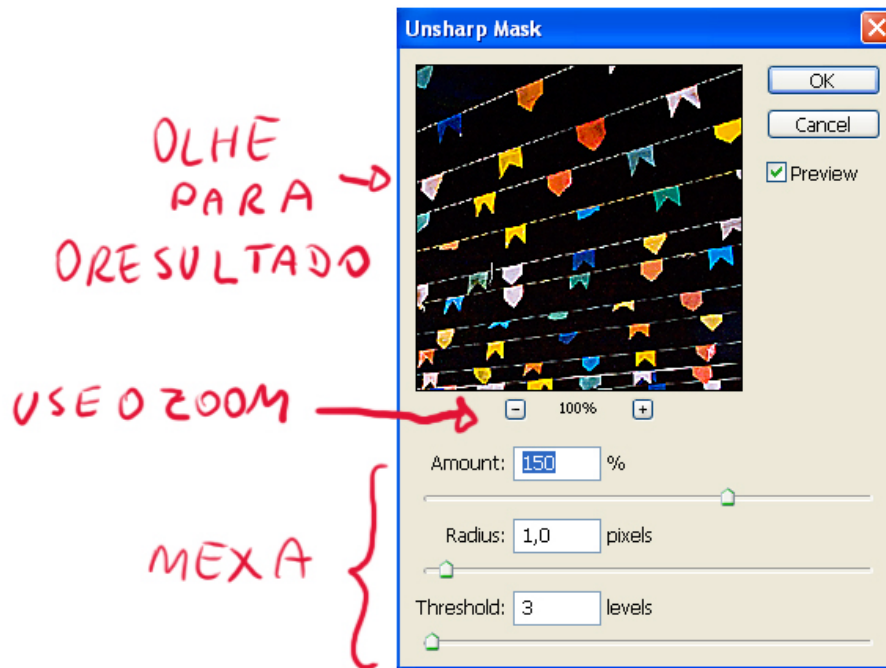 Unsharp Mask
OK
Cancel
Preview
OLHE
PARA
O RESULTADO
USE O ZOOM
100%
Amount: 150 %
Radius: 1,0 pixels
Threshold: 3 levels
MEXA